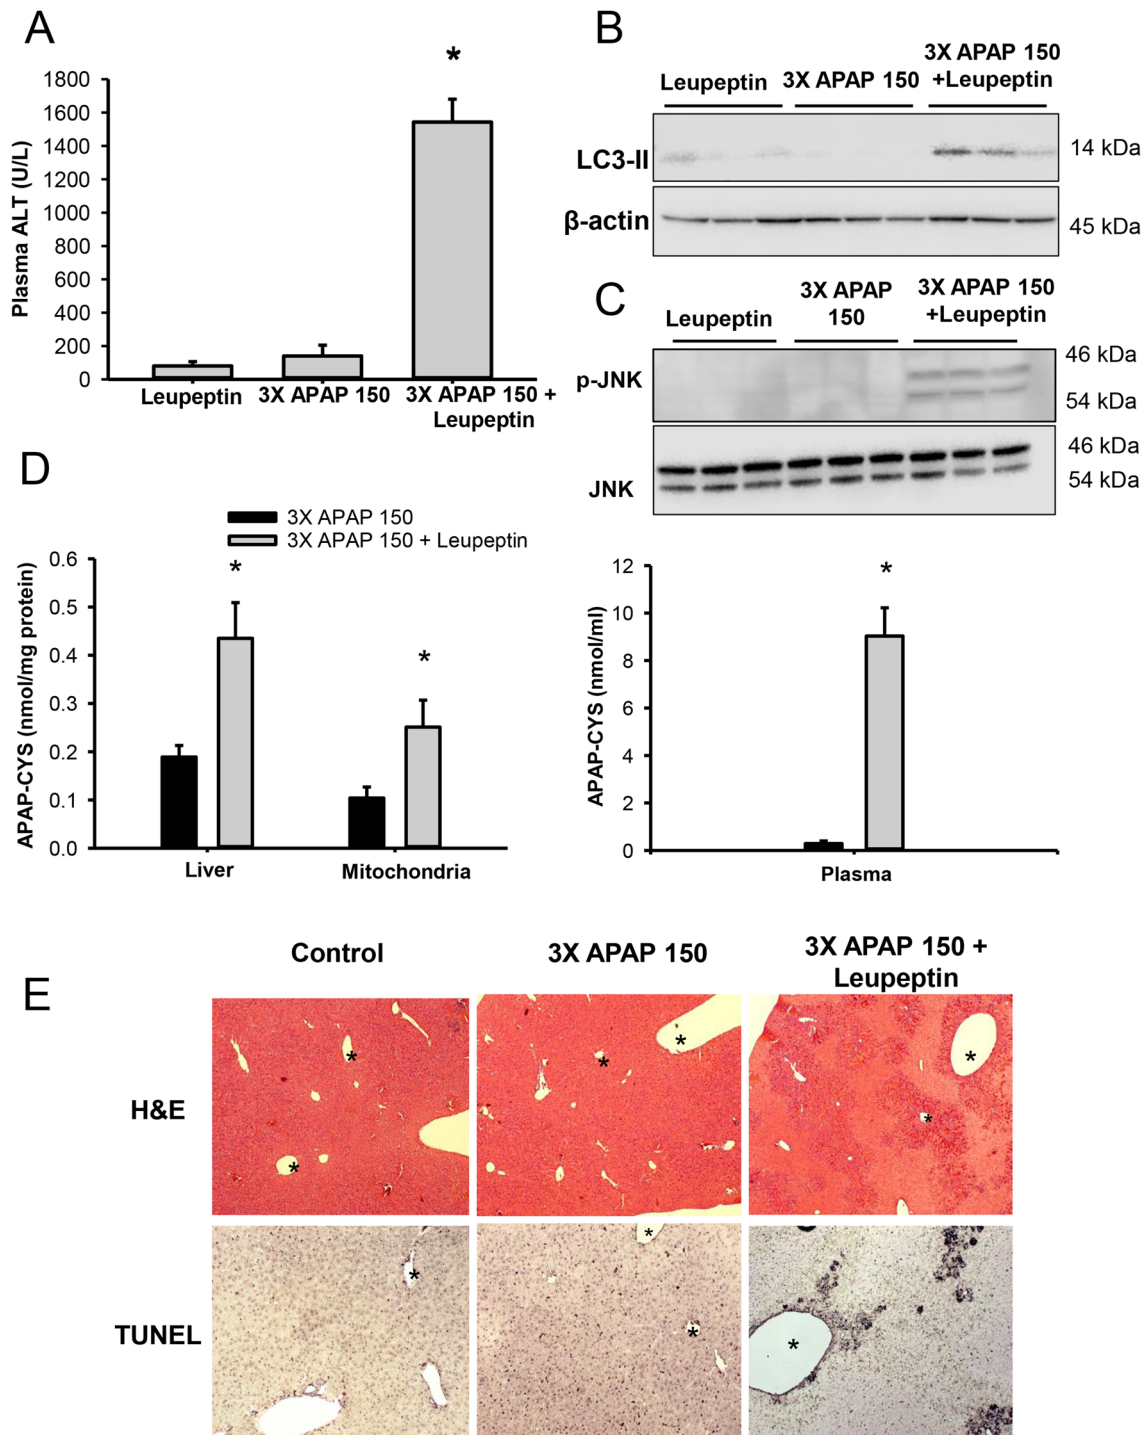 A
*
1800
1600
1400
1200
1000
800
600
400
200
0
Plasma ALT (U/L)
Leupeptin
3X APAP 150
3X APAP 150 +
Leupeptin
B
Leupeptin
3X APAP 150
3X APAP 150
+Leupeptin
LC3-II
14 kDa
β-actin
45 kDa
C
Leupeptin
3X APAP
150
3X APAP 150
+Leupeptin
p-JNK
46 kDa
54 kDa
JNK
46 kDa
54 kDa
D
3X APAP 150
3X APAP 150 + Leupeptin
0.6
0.5
0.4
0.3
0.2
0.1
0.0
APAP-CYS (nmol/mg protein)
*
*
Liver
Mitochondria
12
10
8
6
4
2
0
APAP-CYS (nmol/ml)
*
Plasma
E
Control
3X APAP 150
3X APAP 150 +
Leupeptin
H&E
*
*
*
*
*
*
TUNEL
*
*
*
*